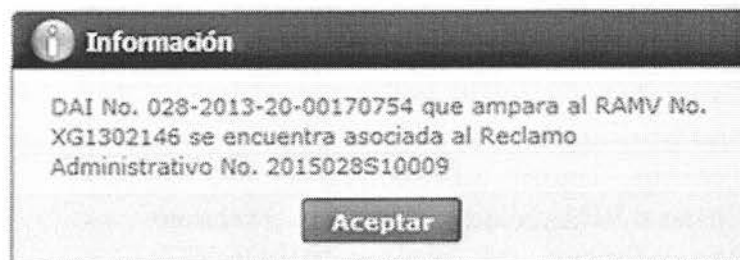 Información
DAI No. 028-2013-20-00170754 que ampara al RAMV No.
XG1302146 se encuentra asociada al Reclamo
Administrativo No. 2015028S10009
Aceptar